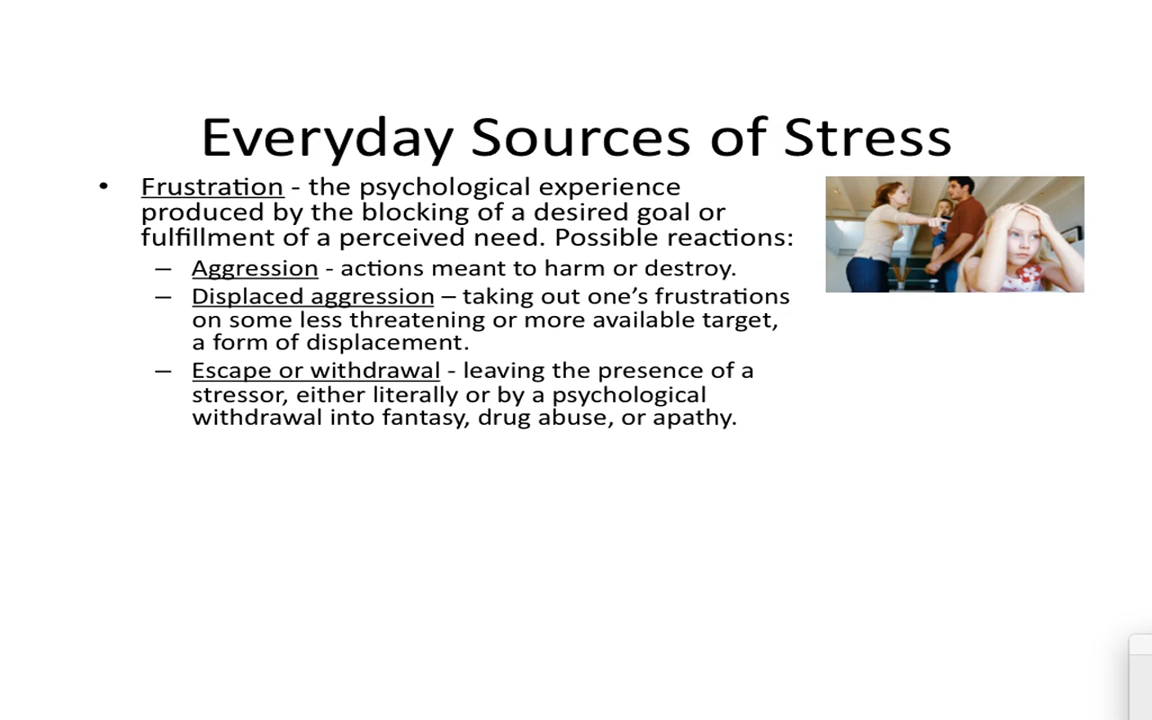 Everyday Sources of Stress
• Frustration - the psychological experience
produced by the blocking of a desired goal or
fulfillment of a perceived need. Possible reactions:
– Aggression - actions meant to harm or destroy.
– Displaced aggression – taking out one’s frustrations
on some less threatening or more available target,
a form of displacement.
– Escape or withdrawal - leaving the presence of a
stressor, either literally or by a psychological
withdrawal into fantasy, drug abuse, or apathy.